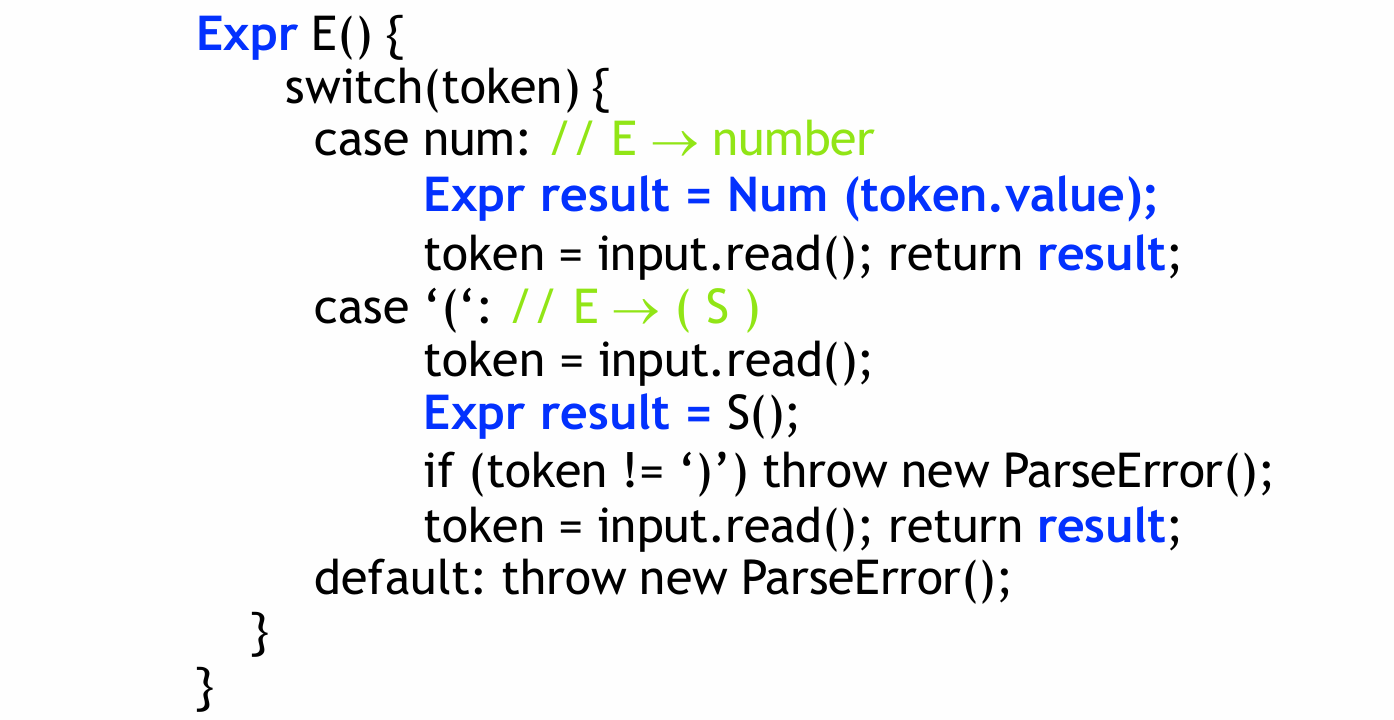 Expr E() {
switch(token) {
case num: // E → number
Expr result = Num (token.value);
token = input.read(); return result;
case ‘(‘: // E → ( S )
token = input.read();
Expr result = S();
if (token != ‘)’) throw new ParseError();
token = input.read(); return result;
default: throw new ParseError();
}
}